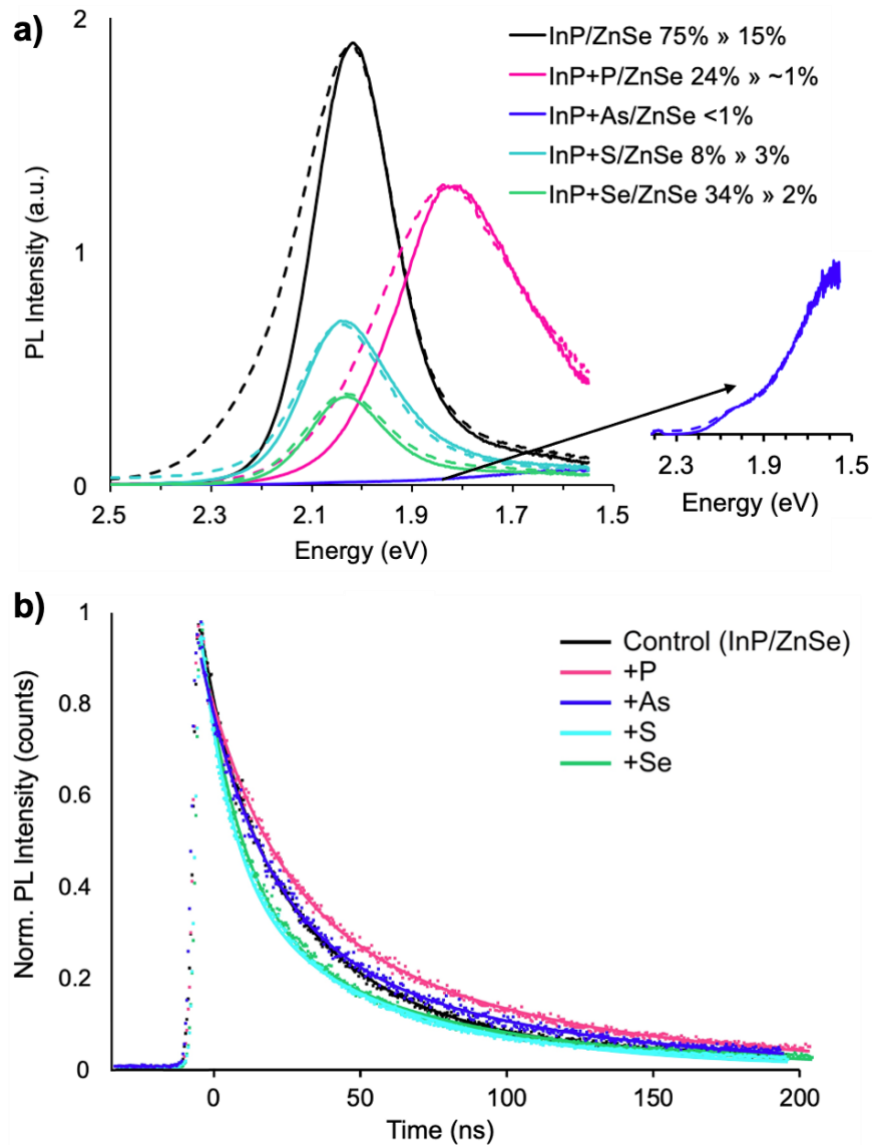 a)
2
1
0
PL Intensity (a.u.)
InP/ZnSe 75% » 15%
InP+P/ZnSe 24% » ~1%
InP+As/ZnSe <1%
InP+S/ZnSe 8% » 3%
InP+Se/ZnSe 34% » 2%
2.5 2.3 2.1 1.9 1.7 1.5
Energy (eV)
2.3 1.9 1.5
Energy (eV)
b)
1
0.8
0.6
0.4
0.2
0
Norm. PL Intensity (counts)
Control (InP/ZnSe)
+P
+As
+S
+Se
0 50 100 150 200
Time (ns)